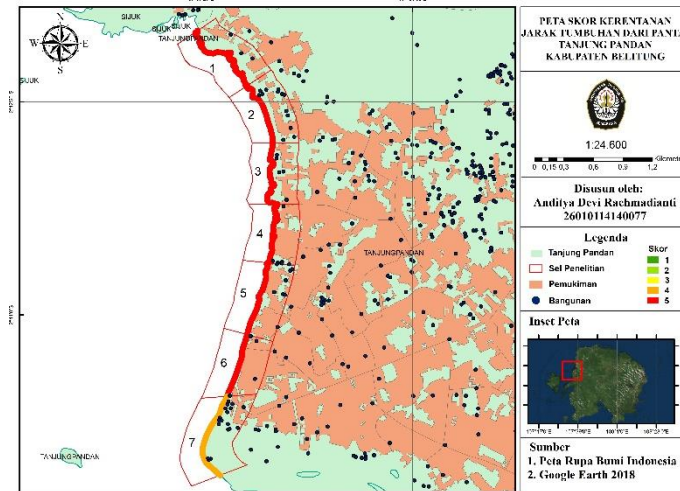 PETA SKOR KERENTANAN
JARAK TUMBUHAN DARI PANTAI
TANJUNG PANDAN
KABUPATEN BELITUNG
1:24.600
0 0,15 0,3 0,6 0,9 1,2
Kilometers
Disusun oleh:
Anditya Devi Rachmadianti
26010114140077
Legenda
Skor
Tanjung Pandan
Sel Penelitian
Pemukiman
Bangunan
1
2
3
4
5
Inset Peta
Sumber
1. Peta Rupa Bumi Indonesia
2. Google Earth 2018
N
W E
S
SIJUK
SIJUK
SIJUK
TANJUNGPANDAN
SIJUK
1
2
3
4
TANJUNGPANDAN
5
6
7
TANJUNGPANDAN